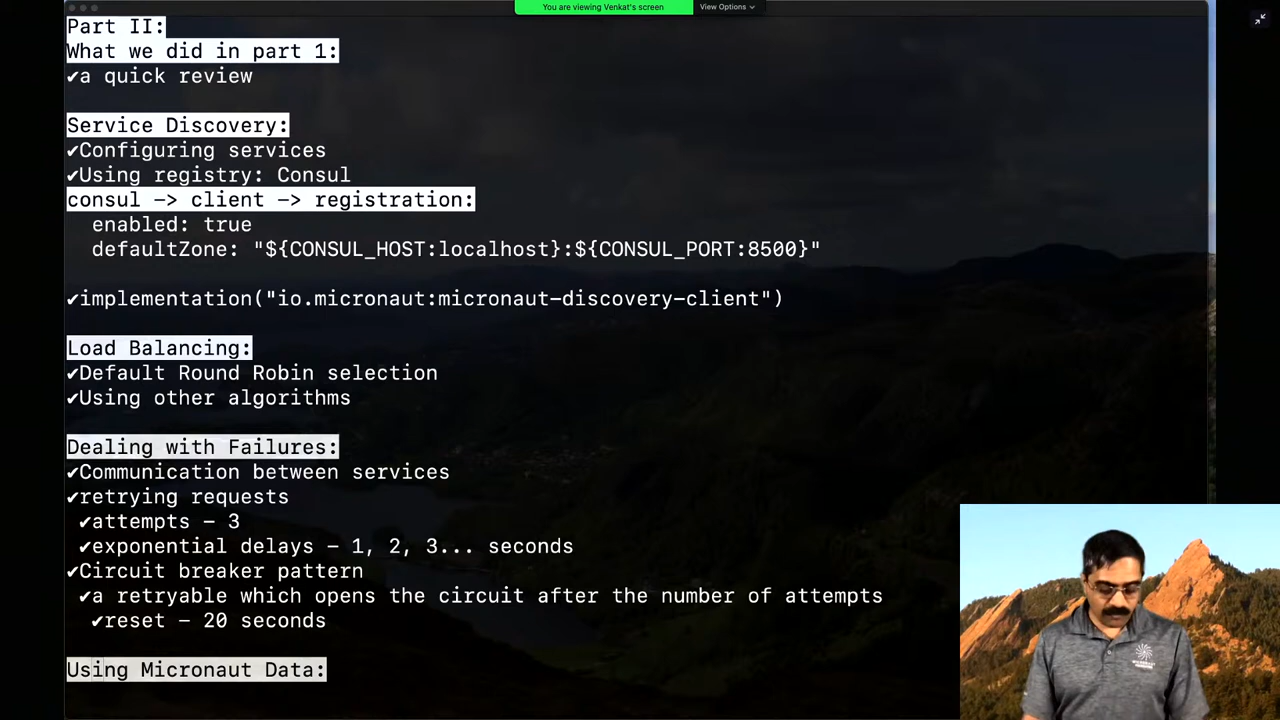 You are viewing Venkat's screen
View Options
Part II:
What we did in part 1:
✔a quick review
Service Discovery:
✔Configuring services
✔Using registry: Consul
consul -> client -> registration:
enabled: true
defaultZone: "${CONSUL_HOST:localhost}:${CONSUL_PORT:8500}"
✔implementation("io.micronaut:micronaut-discovery-client")
Load Balancing:
✔Default Round Robin selection
✔Using other algorithms
Dealing with Failures:
✔Communication between services
✔retrying requests
✔attempts – 3
✔exponential delays – 1, 2, 3... seconds
✔Circuit breaker pattern
✔a retryable which opens the circuit after the number of attempts
✔reset – 20 seconds
Using Micronaut Data: